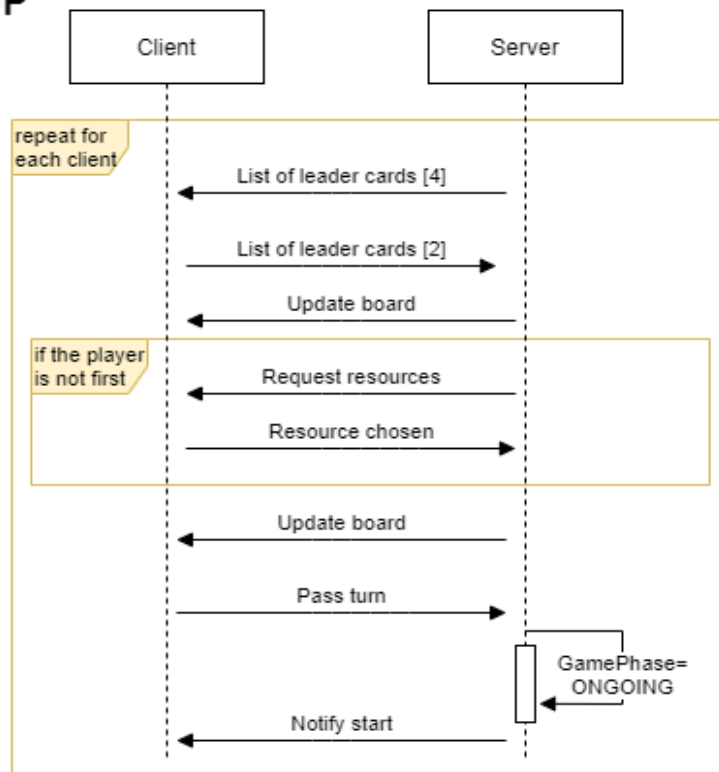 Client
Server
repeat for
each client
List of leader cards [4]
List of leader cards [2]
Update board
if the player
is not first
Request resources
Resource chosen
Update board
Pass turn
GamePhase=
ONGOING
Notify start